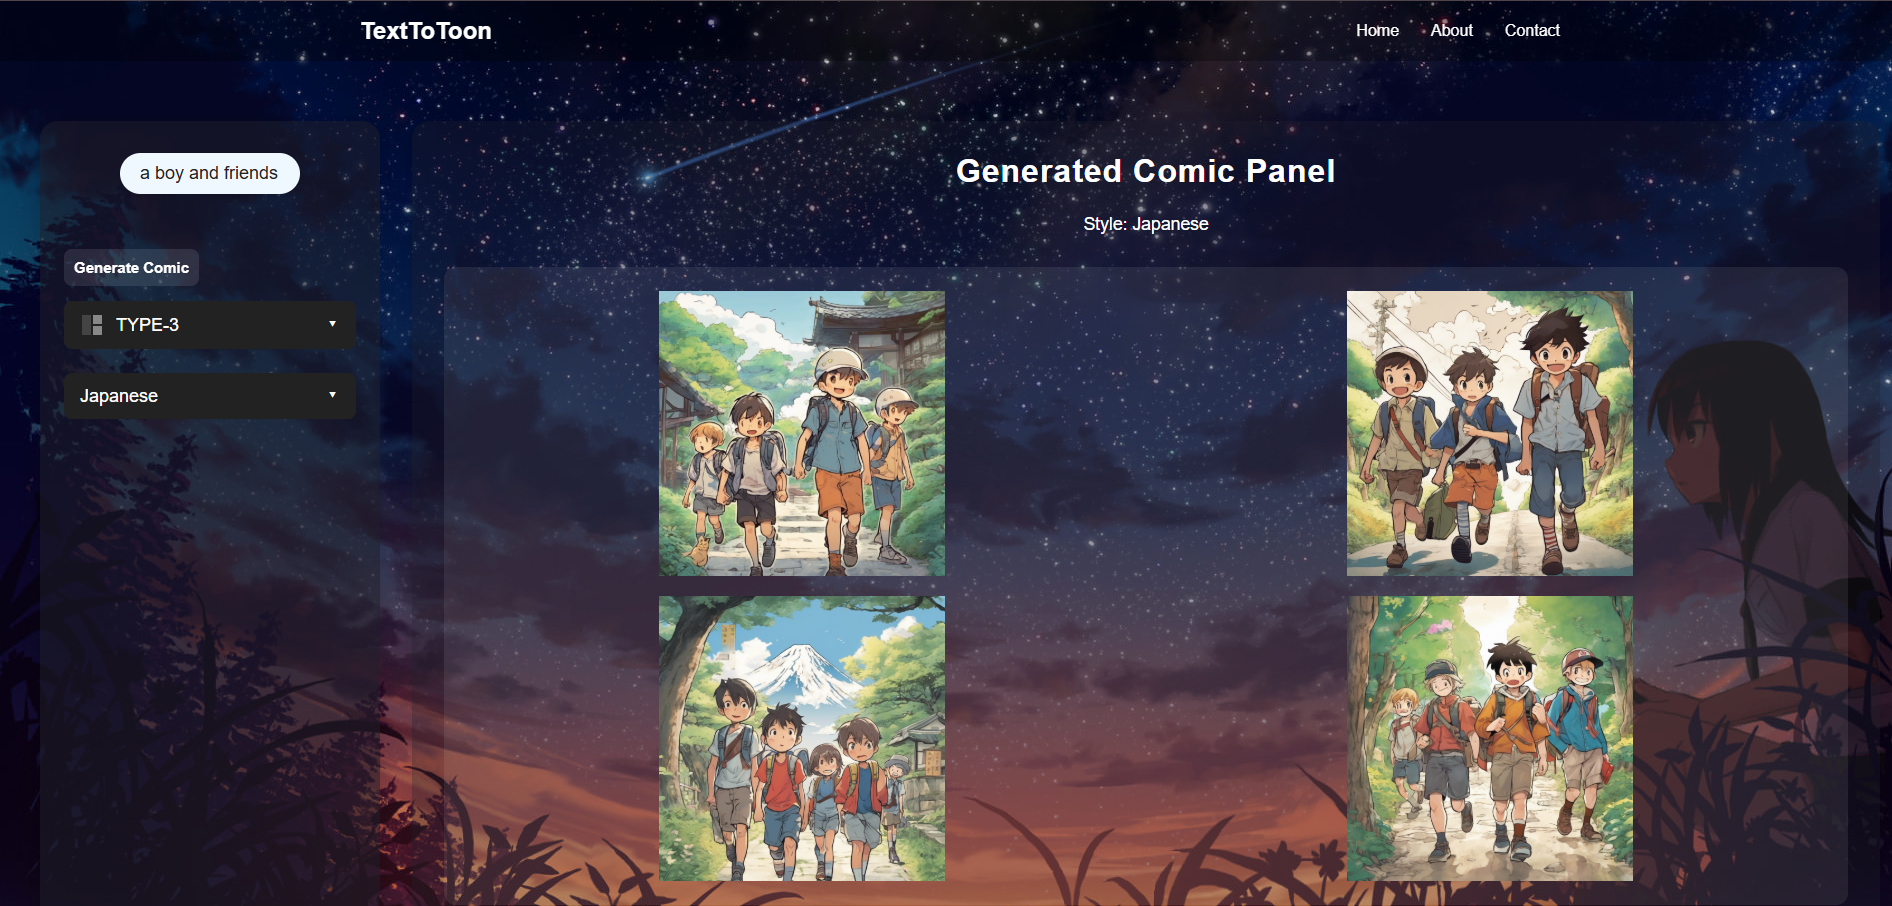 TextToToon
Home About Contact
a boy and friends
Generate Comic
TYPE-3
Japanese
Generated Comic Panel
Style: Japanese